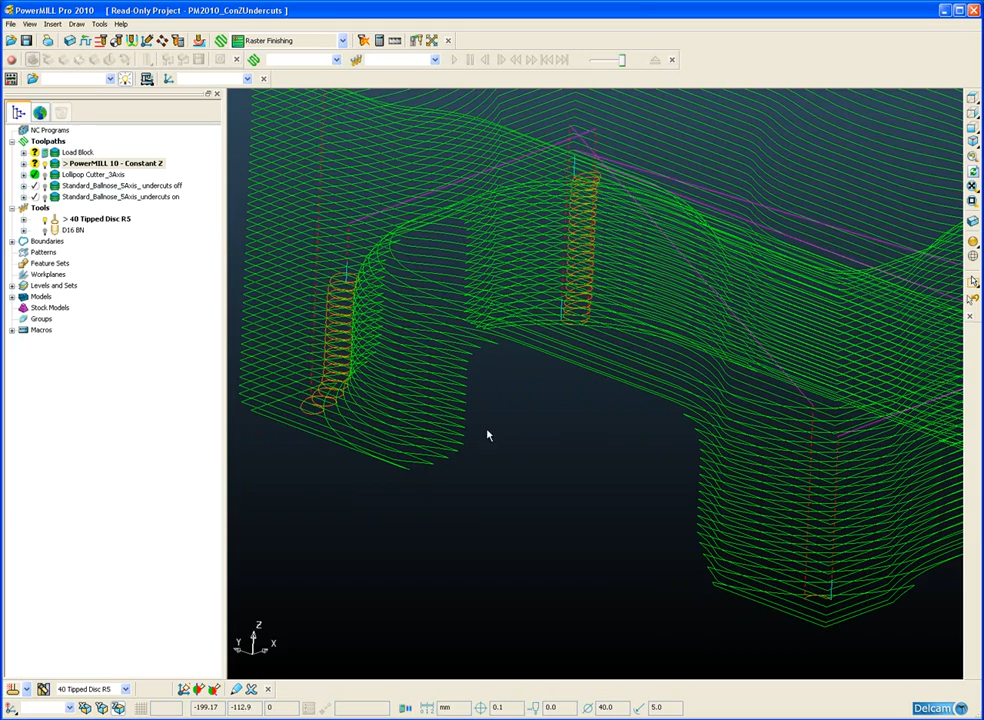 PowerMILL Pro 2010    [ Read-Only Project - PM2010_ConZUndercuts ]
File View Insert Draw Tools Help
Raster Finishing
NC Programs
Toolpaths
Load Block
> PowerMILL 10 - Constant Z
Lollipop Cutter_3Axis
Standard_Ballnose_5Axis_undercuts off
Standard_Ballnose_5Axis_undercuts on
Tools
> 40 Tipped Disc R5
D16 BN
Boundaries
Patterns
Feature Sets
Workplanes
Levels and Sets
Models
Stock Models
Groups
Macros
Z
Y X
40 Tipped Disc R5
-199.17 -112.9 0 mm 0.1 0.0 40.0 5.0 Delcam